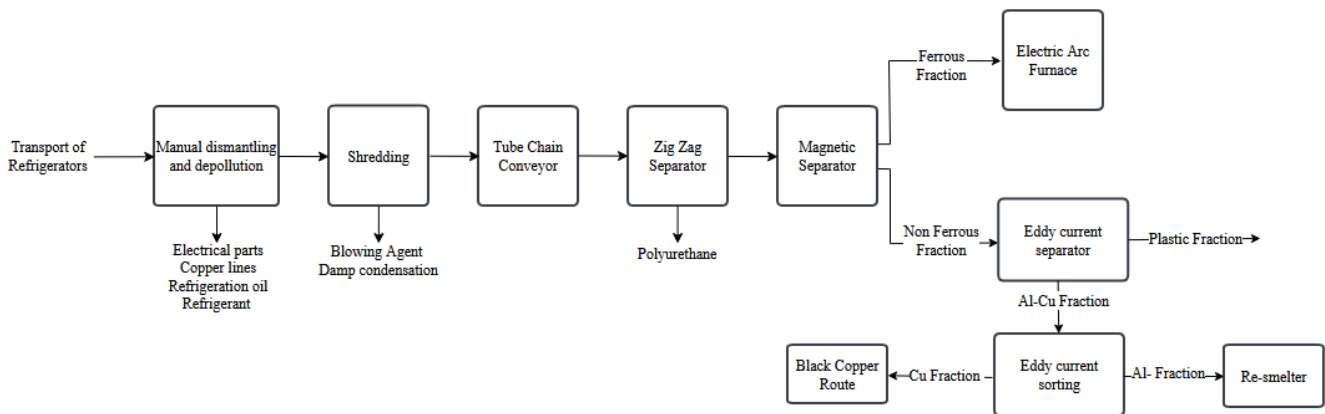 Transport of
Refrigerators
Manual dismantling
and depollution
Electrical parts
Copper lines
Refrigeration oil
Refrigerant
Shredding
Blowing Agent
Damp condensation
Tube Chain
Conveyor
Zig Zag
Separator
Polyurethane
Magnetic
Separator
Ferrous
Fraction
Electric Arc
Furnace
Non Ferrous
Fraction
Eddy current
separator
Plastic Fraction
Al-Cu Fraction
Eddy current
sorting
Cu Fraction
Black Copper
Route
Al- Fraction
Re-smelter